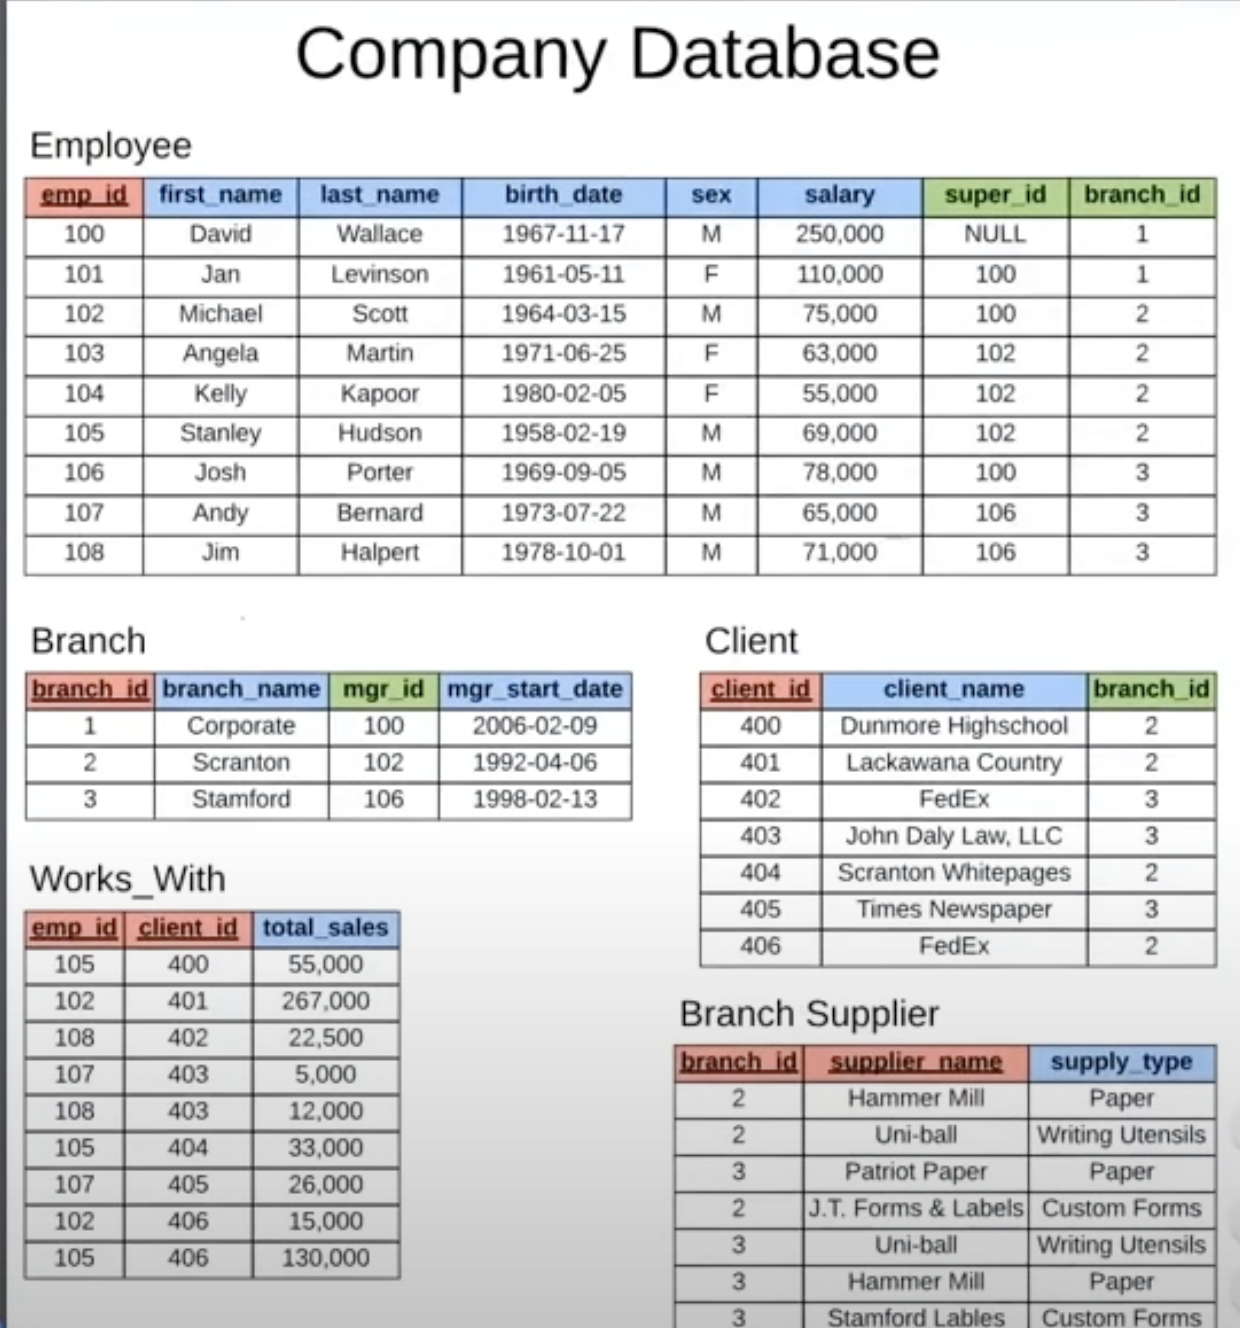 Company Database
Employee
emp_id first_name last_name birth_date sex salary super_id branch_id
100 David Wallace 1967-11-17 M 250,000 NULL 1
101 Jan Levinson 1961-05-11 F 110,000 100 1
102 Michael Scott 1964-03-15 M 75,000 100 2
103 Angela Martin 1971-06-25 F 63,000 102 2
104 Kelly Kapoor 1980-02-05 F 55,000 102 2
105 Stanley Hudson 1958-02-19 M 69,000 102 2
106 Josh Porter 1969-09-05 M 78,000 100 3
107 Andy Bernard 1973-07-22 M 65,000 106 3
108 Jim Halpert 1978-10-01 M 71,000 106 3
Branch
branch_id branch_name mgr_id mgr_start_date
1 Corporate 100 2006-02-09
2 Scranton 102 1992-04-06
3 Stamford 106 1998-02-13
Works_With
emp_id client_id total_sales
105 400 55,000
102 401 267,000
108 402 22,500
107 403 5,000
108 403 12,000
105 404 33,000
107 405 26,000
102 406 15,000
105 406 130,000
Client
client_id client_name branch_id
400 Dunmore Highschool 2
401 Lackawana Country 2
402 FedEx 3
403 John Daly Law, LLC 3
404 Scranton Whitepages 2
405 Times Newspaper 3
406 FedEx 2
Branch Supplier
branch_id supplier_name supply_type
2 Hammer Mill Paper
2 Uni-ball Writing Utensils
3 Patriot Paper Paper
2 J.T. Forms & Labels Custom Forms
3 Uni-ball Writing Utensils
3 Hammer Mill Paper
3 Stamford Lables Custom Forms